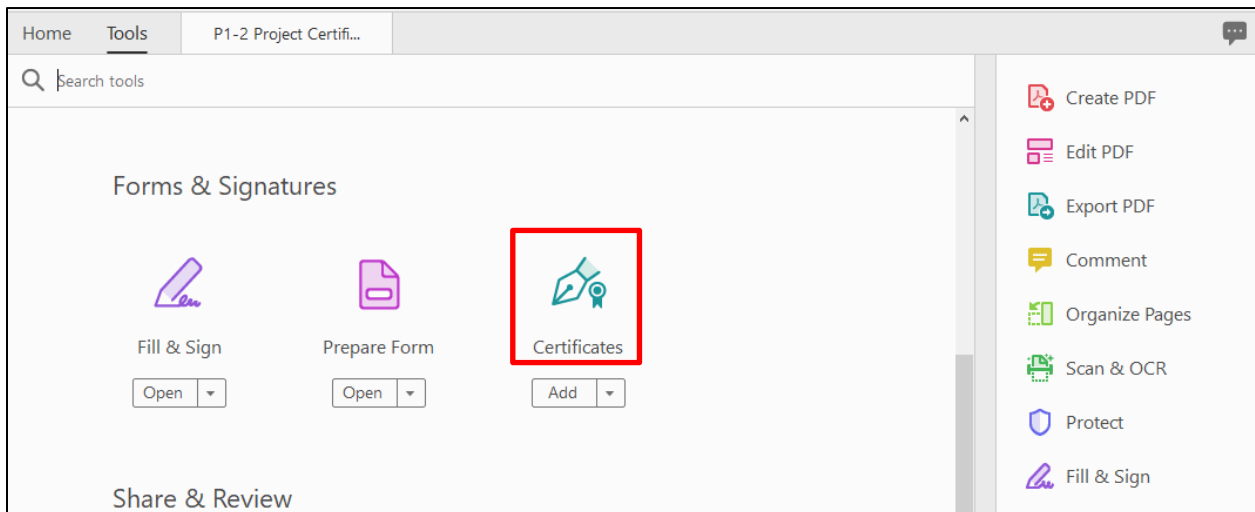 Home Tools P1-2 Project Certifi...
Search tools
Forms & Signatures
Fill & Sign Prepare Form Certificates
Open Open Add
Share & Review
Create PDF
Edit PDF
Export PDF
Comment
Organize Pages
Scan & OCR
Protect
Fill & Sign